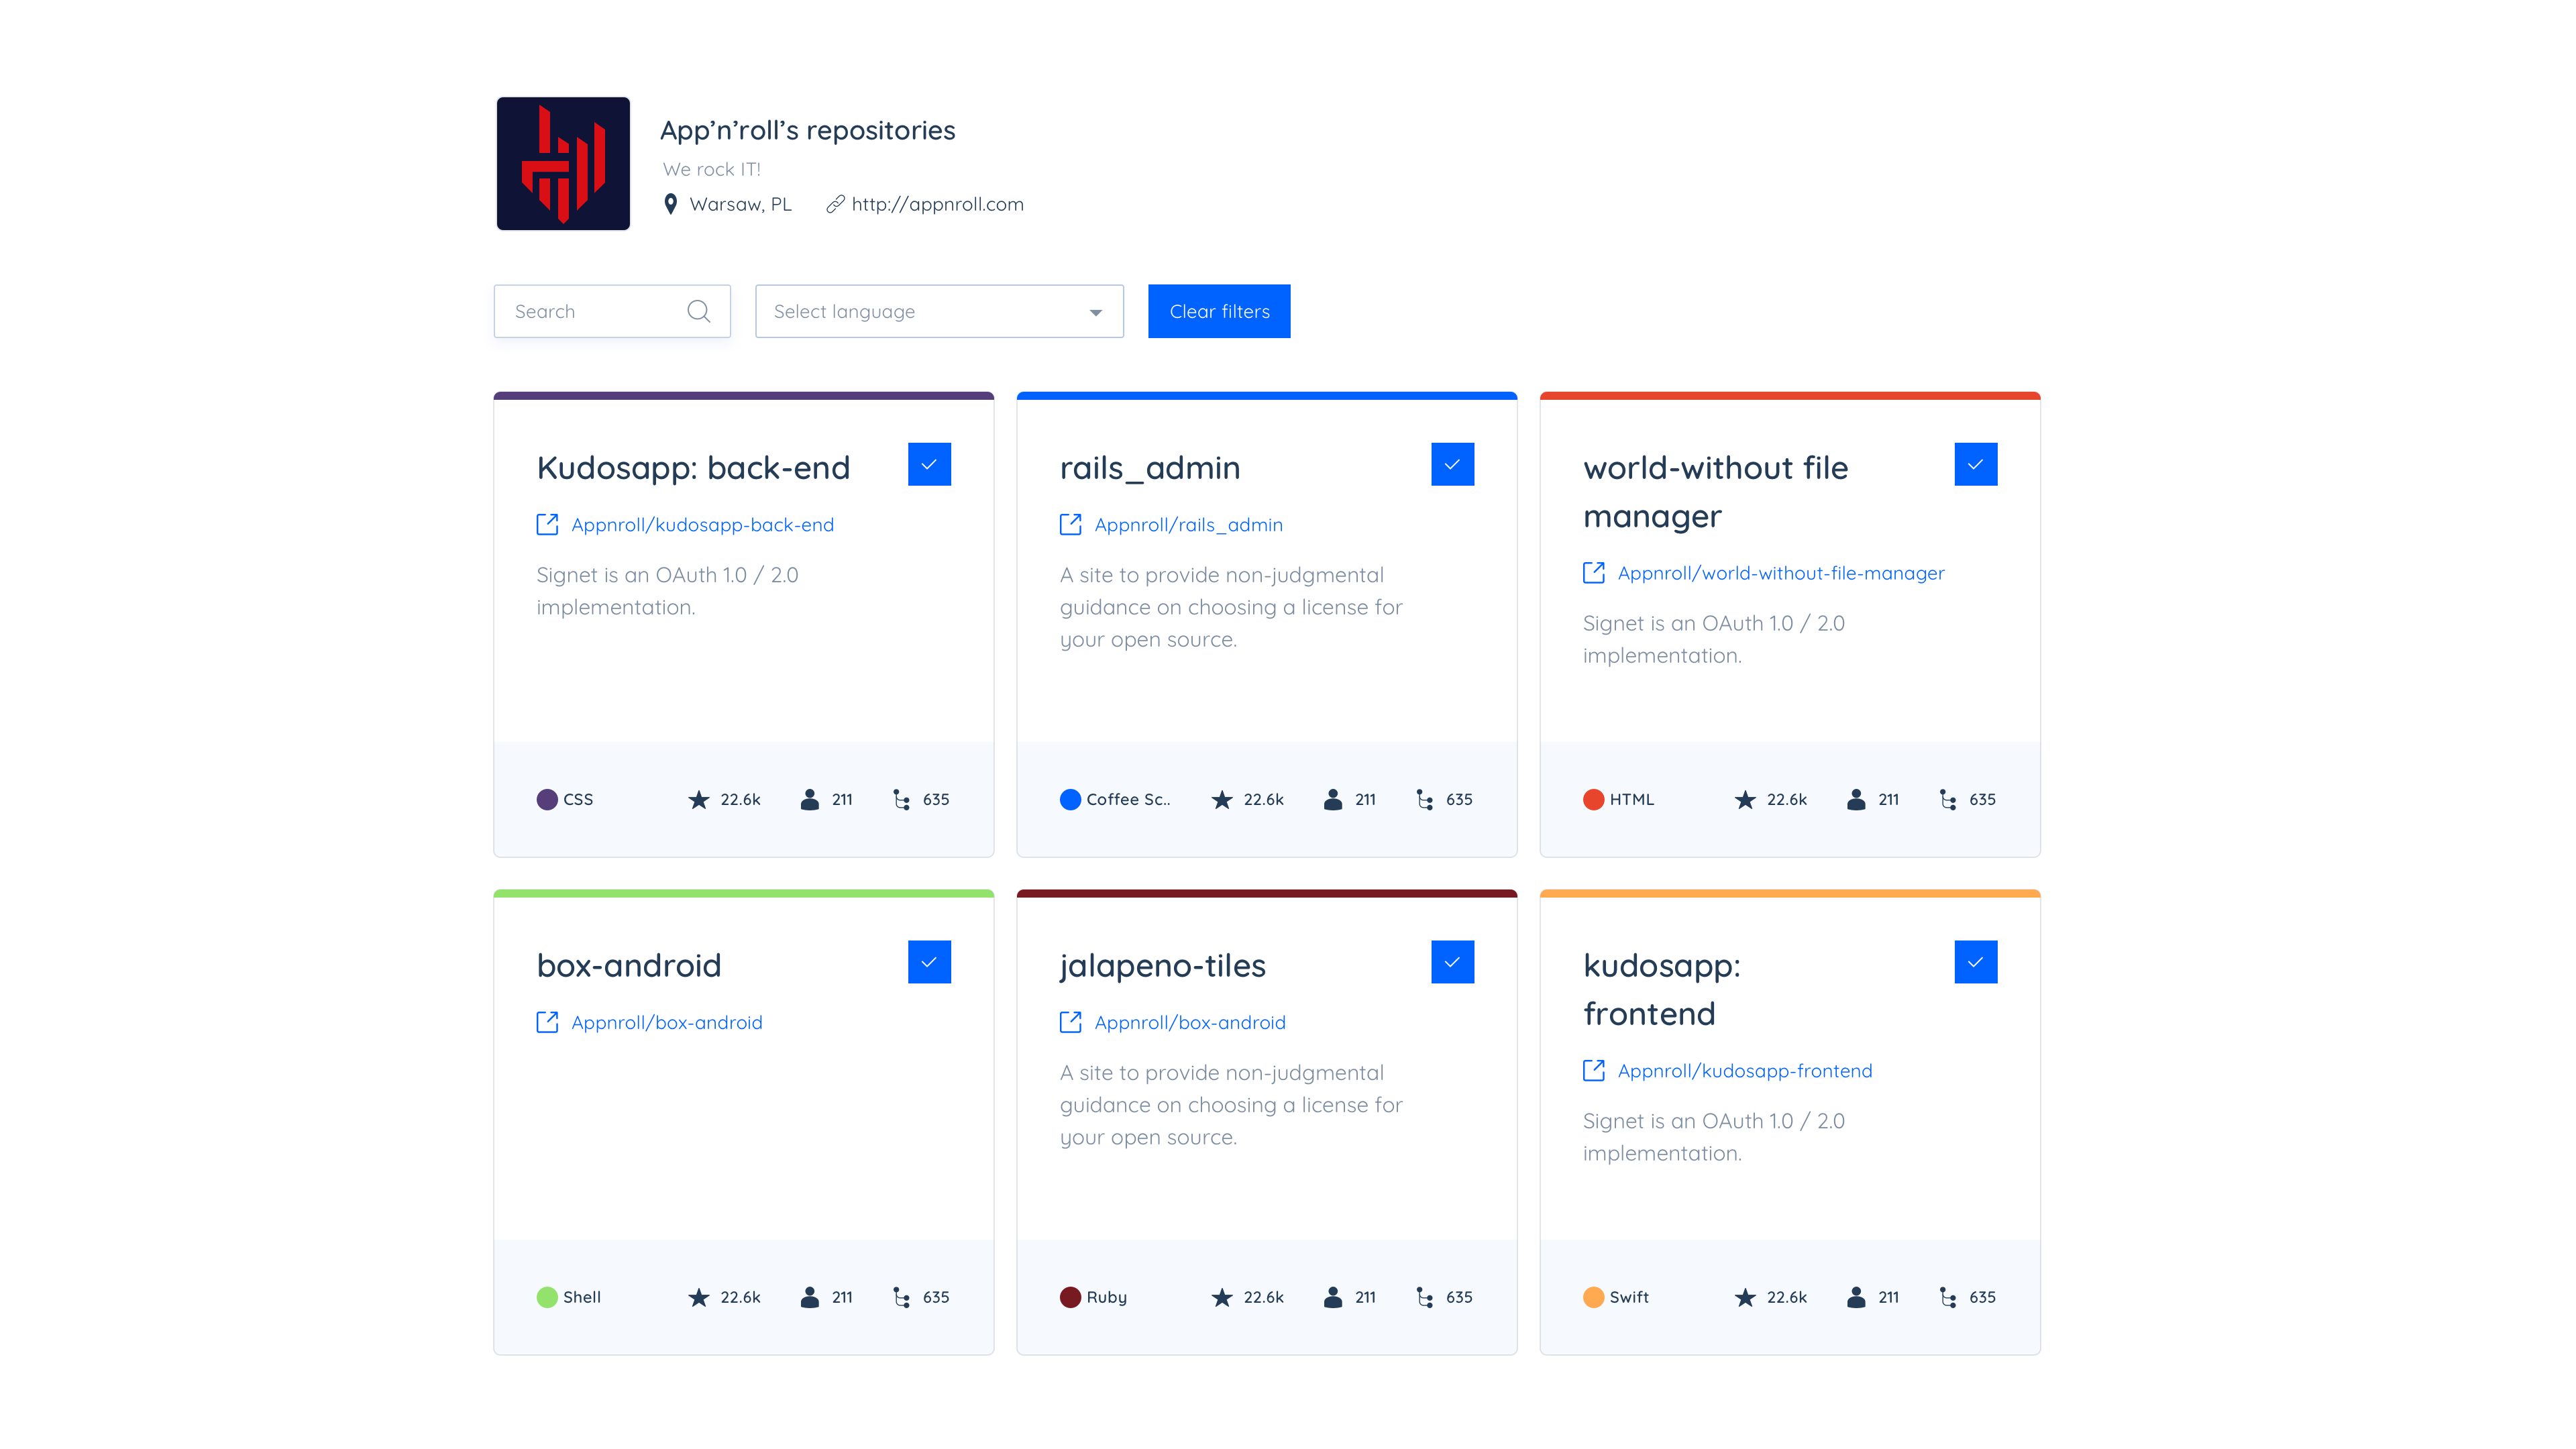 App’n’roll’s repositories
We rock IT!
Warsaw, PL http://appnroll.com
Search Select language Clear filters
Kudosapp: back-end
Appnroll/kudosapp-back-end
Signet is an OAuth 1.0 / 2.0
implementation.
CSS 22.6k 211 635
rails_admin
Appnroll/rails_admin
A site to provide non-judgmental
guidance on choosing a license for
your open source.
Coffee Sc.. 22.6k 211 635
world-without file
manager
Appnroll/world-without-file-manager
Signet is an OAuth 1.0 / 2.0
implementation.
HTML 22.6k 211 635
box-android
Appnroll/box-android
Shell 22.6k 211 635
jalapeno-tiles
Appnroll/box-android
A site to provide non-judgmental
guidance on choosing a license for
your open source.
Ruby 22.6k 211 635
kudosapp:
frontend
Appnroll/kudosapp-frontend
Signet is an OAuth 1.0 / 2.0
implementation.
Swift 22.6k 211 635